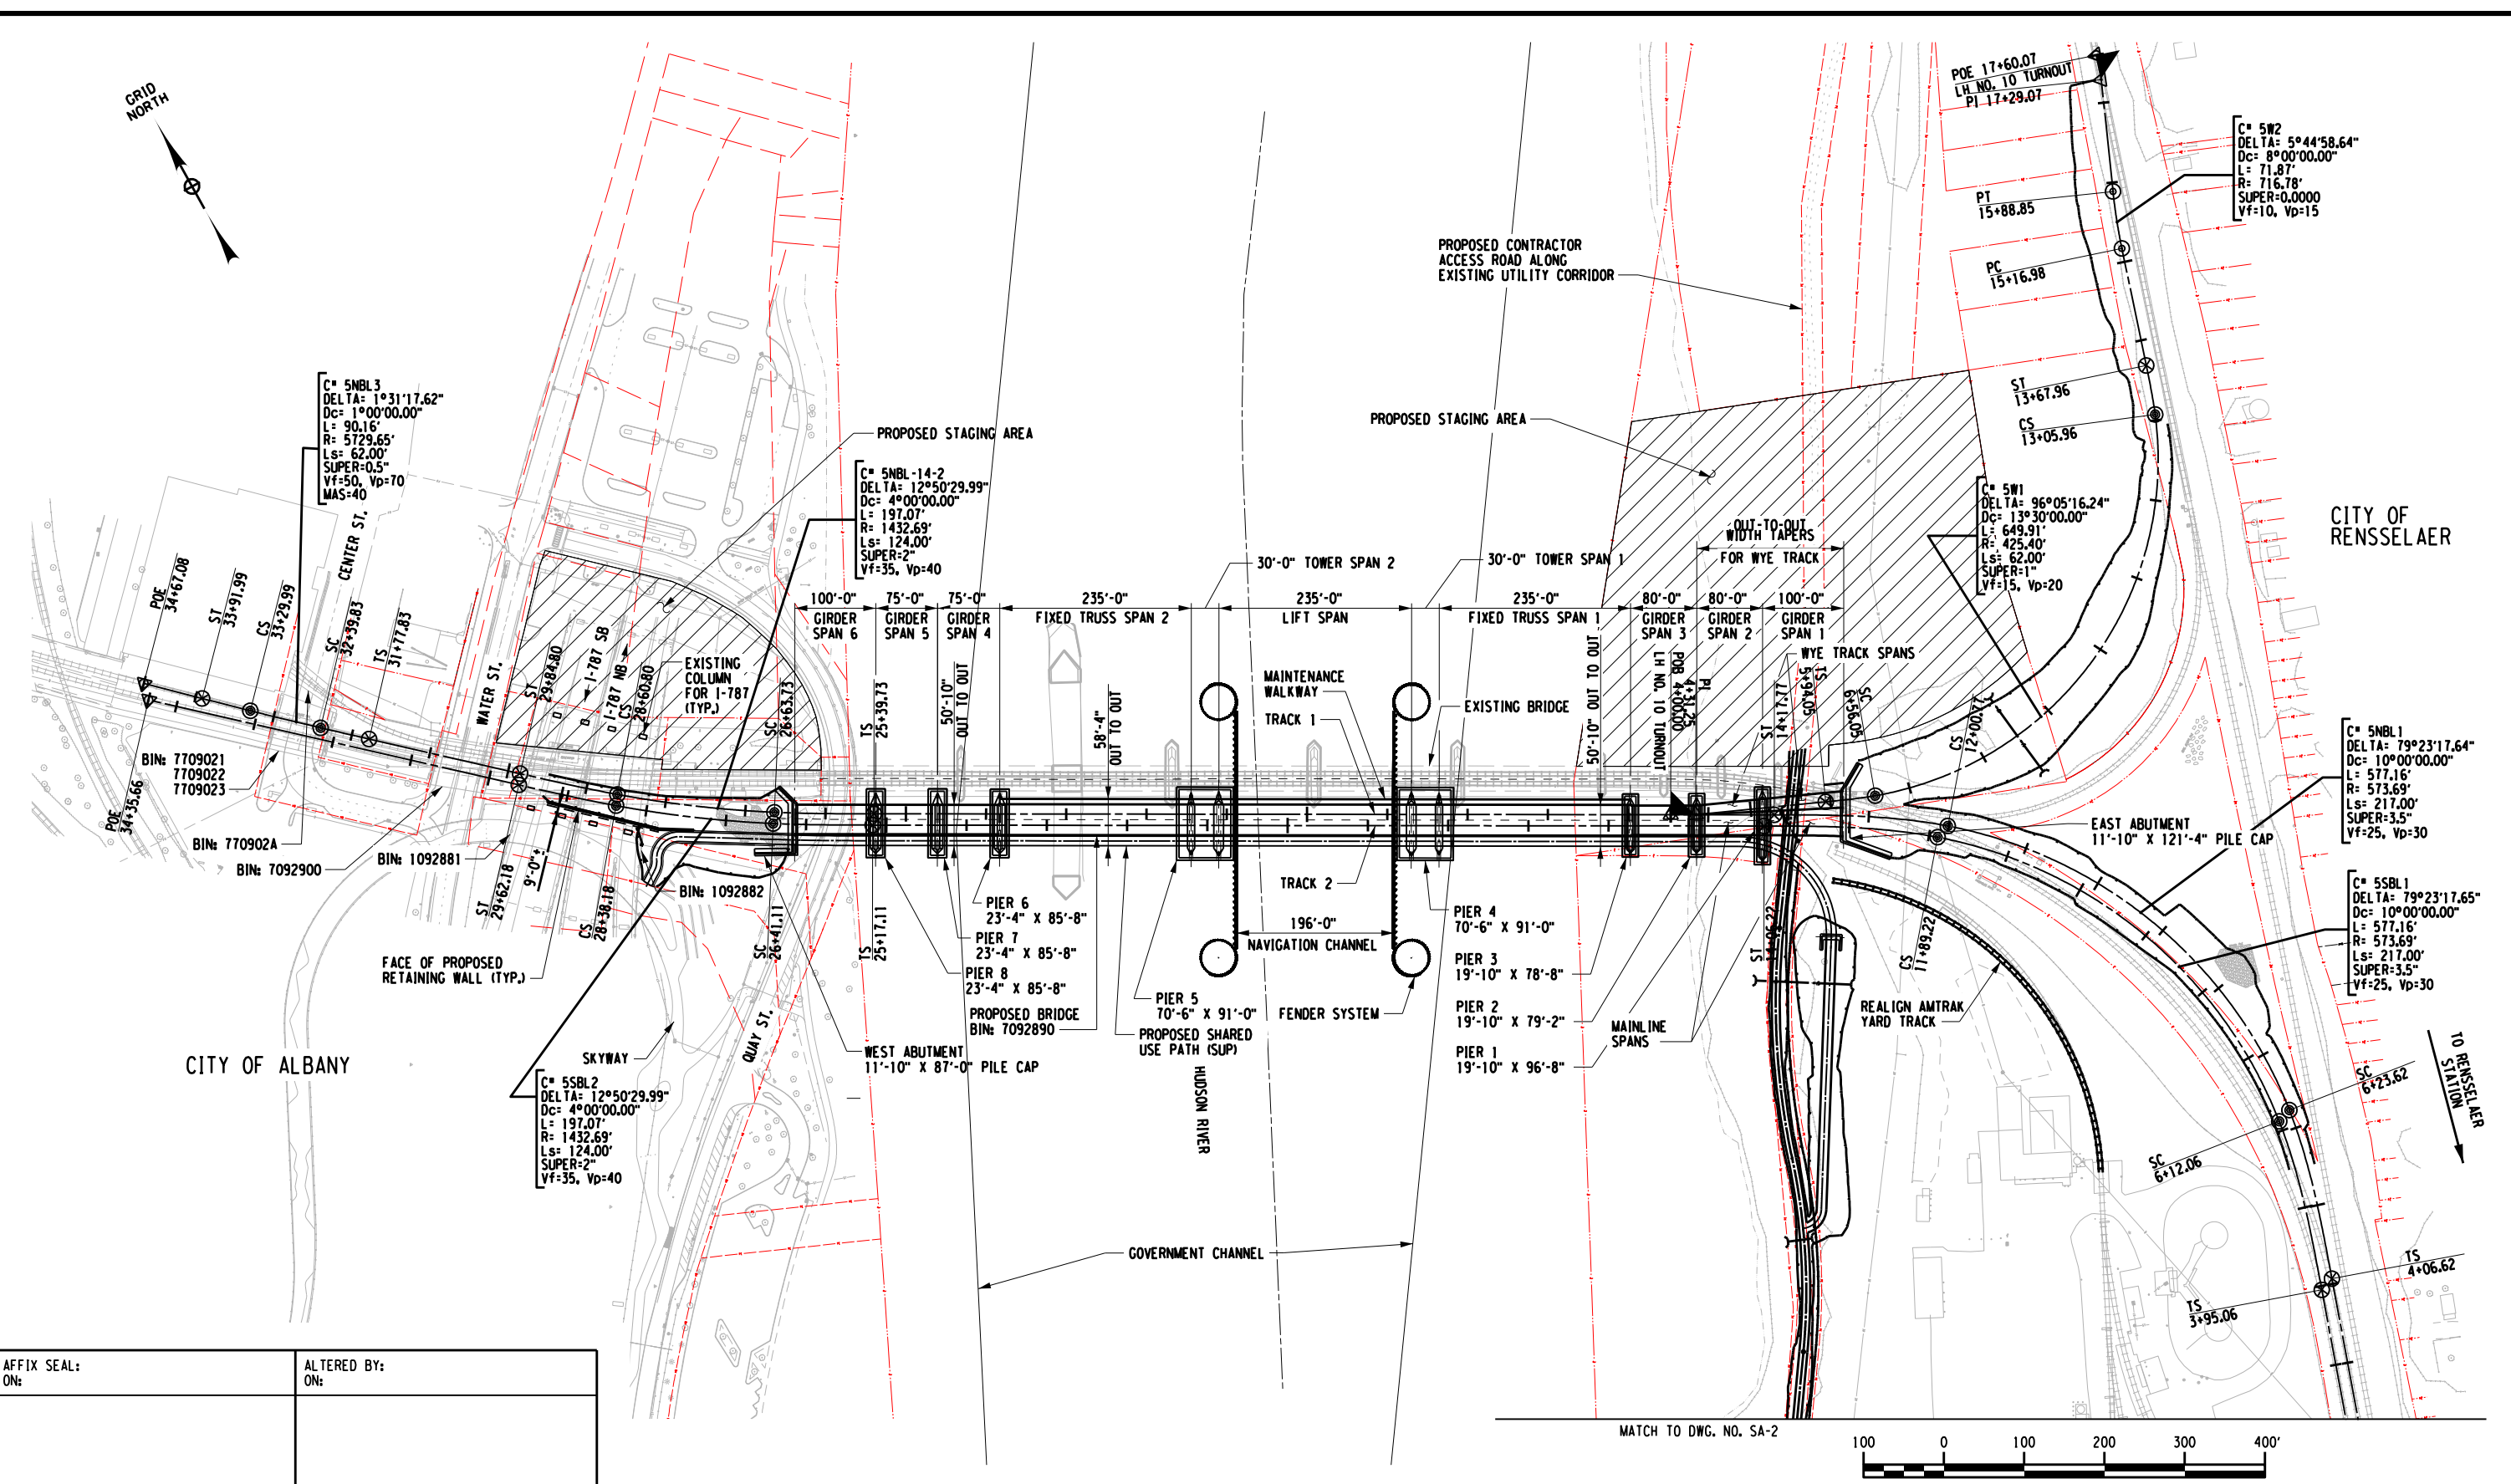 GRID
NORTH
POE 17+60.07
LH NO. 10 TURNOUT
PI 17+29.07
C# 5W2
DELTA= 5°44'58.64"
Dc= 8°00'00.00"
L= 71.87'
R= 716.78'
SUPER=0.0000
Vf=10, Vp=15
PT
15+88.85
PC
15+16.98
PROPOSED CONTRACTOR
ACCESS ROAD ALONG
EXISTING UTILITY CORRIDOR
ST
13+67.96
CS
13+05.96
C# 5NBL3
DELTA= 1°31'17.62"
Dc= 1°00'00.00"
L= 90.16'
R= 5729.65'
Ls= 62.00'
SUPER=0.5"
Vf=50, Vp=70
MAS=40
PROPOSED STAGING AREA
PROPOSED STAGING AREA
C# 5NBL-14-2
DELTA= 12°50'29.99"
Dc= 4°00'00.00"
L= 197.07'
R= 1432.69'
Ls= 124.00'
SUPER=2"
Vf=35, Vp=40
C# 5W1
DELTA= 96°05'16.24"
Dc= 13°30'00.00"
L= 649.91'
R= 425.40'
Ls= 62.00'
SUPER=1"
Vf=15, Vp=20
CITY OF
RENSSELAER
OUT-TO-OUT
WIDTH TAPERS
FOR WYE TRACK
30'-0" TOWER SPAN 2
30'-0" TOWER SPAN 1
100'-0"
GIRDER
SPAN 6
75'-0"
GIRDER
SPAN 5
75'-0"
GIRDER
SPAN 4
235'-0"
FIXED TRUSS SPAN 2
235'-0"
LIFT SPAN
235'-0"
FIXED TRUSS SPAN 1
80'-0"
GIRDER
SPAN 3
80'-0"
GIRDER
SPAN 2
100'-0"
GIRDER
SPAN 1
POE
34+67.08
ST
33+91.99
CS
33+29.99
SC
32+39.83
CENTER ST.
TS
31+77.83
WATER ST.
ST
29+84.80
I-787 SB
I-787 NB
CS
28+60.80
EXISTING
COLUMN
FOR I-787
(TYP.)
SC
26+63.73
TS
25+39.73
50'-10"
OUT TO OUT
58'-4"
OUT TO OUT
MAINTENANCE
WALKWAY
TRACK 1
EXISTING BRIDGE
50'-10" OUT TO OUT
LH NO. 10 TURNOUT
POB 4+00.00
PI
4+31.25
WYE TRACK SPANS
ST
14+17.77
TS
5+94.05
SC
6+56.05
CS
12+00.77
C# 5NBL1
DELTA= 79°23'17.64"
Dc= 10°00'00.00"
L= 577.16'
R= 573.69'
Ls= 217.00'
SUPER=3.5"
Vf=25, Vp=30
BIN: 7709021
7709022
7709023
POE
34+35.66
BIN: 770902A
BIN: 7092900
BIN: 1092881
ST
29+62.18
9'-0"±
CS
28+38.18
BIN: 1092882
SC
26+41.11
TS
25+17.11
TRACK 2
196'-0"
NAVIGATION CHANNEL
EAST ABUTMENT
11'-10" X 121'-4" PILE CAP
C# 5SBL1
DELTA= 79°23'17.65"
Dc= 10°00'00.00"
L= 577.16'
R= 573.69'
Ls= 217.00'
SUPER=3.5"
Vf=25, Vp=30
FACE OF PROPOSED
RETAINING WALL (TYP.)
PIER 6
23'-4" X 85'-8"
PIER 7
23'-4" X 85'-8"
PIER 8
23'-4" X 85'-8"
PIER 5
70'-6" X 91'-0"
FENDER SYSTEM
PIER 4
70'-6" X 91'-0"
PIER 3
19'-10" X 78'-8"
PIER 2
19'-10" X 79'-2"
PIER 1
19'-10" X 96'-8"
MAINLINE
SPANS
ST
CS
11+89.22
REALIGN AMTRAK
YARD TRACK
PROPOSED BRIDGE
BIN: 7092890
PROPOSED SHARED
USE PATH (SUP)
QUAY ST.
SKYWAY
WEST ABUTMENT
11'-10" X 87'-0" PILE CAP
CITY OF ALBANY
C# 5SBL2
DELTA= 12°50'29.99"
Dc= 4°00'00.00"
L= 197.07'
R= 1432.69'
Ls= 124.00'
SUPER=2"
Vf=35, Vp=40
HUDSON RIVER
GOVERNMENT CHANNEL
TO RENSSELAER
STATION
SC
6+23.62
SC
6+12.06
TS
4+06.62
TS
3+95.06
AFFIX SEAL:
ON:
ALTERED BY:
ON:
MATCH TO DWG. NO. SA-2
100 0 100 200 300 400'